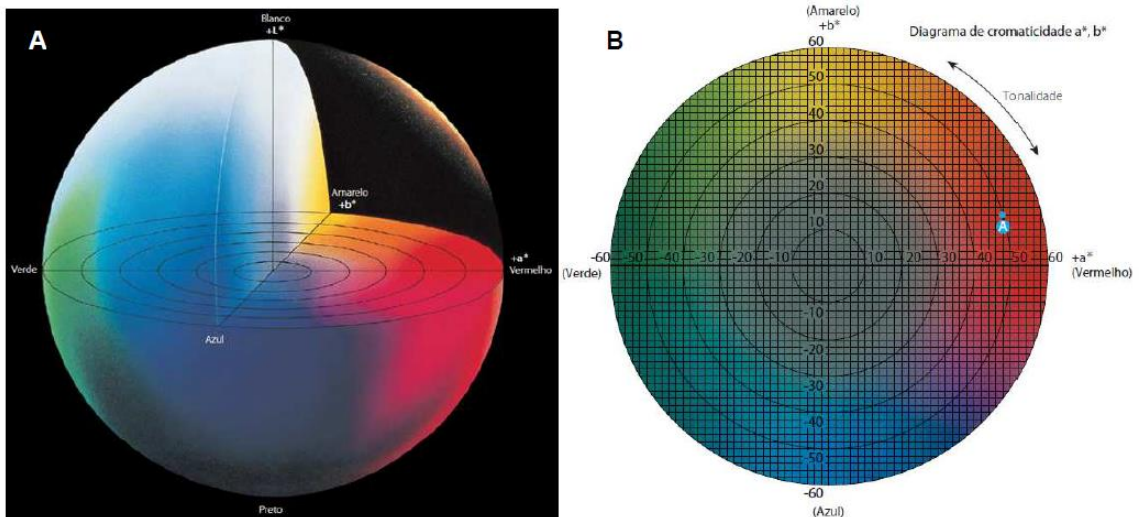 A
Blanco
+L*
Amarelo
+b*
Verde
+a*
Vermelho
Azul
Preto
B
(Amarelo)
+b*
Diagrama de cromaticidade a*, b*
Tonalidade
60
50
40
30
20
10
A
-60 -50 -40 -30 -20 -10 10 20 30 40 50 60 +a*
(Verde)
(Vermelho)
-10
-20
-30
-40
-50
-60
(Azul)